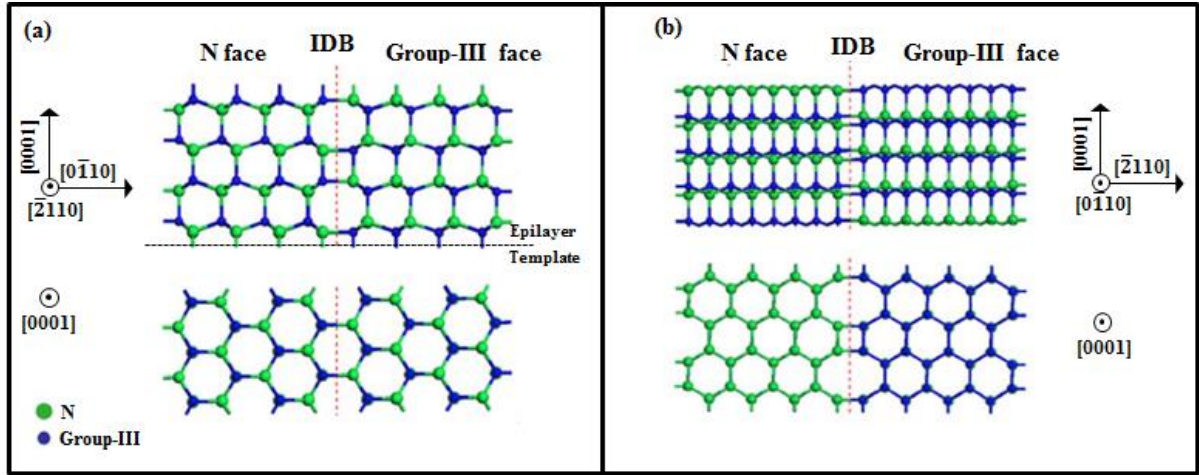 (a)
N face
IDB
Group-III face
[0001]
[01̅10]
[2̅110]
Epilayer
Template
[0001]
N
Group-III
(b)
N face
IDB
Group-III face
[0001]
[2̅110]
[01̅10]
[0001]